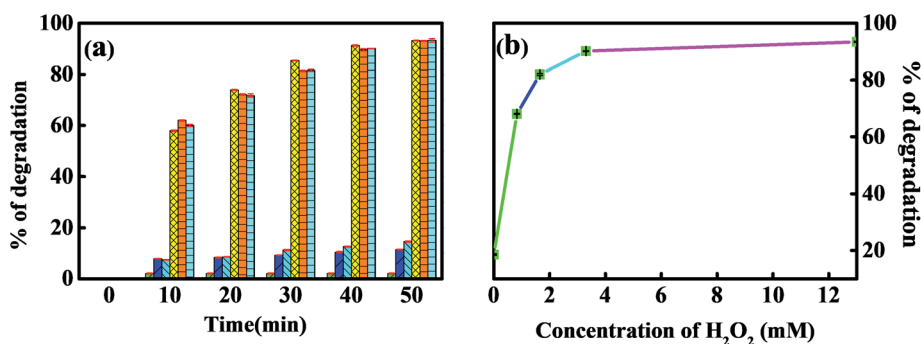 (a)
% of degradation
100
80
60
40
20
0
0 10 20 30 40 50
Time(min)
(b)
100
80
60
40
20
% of degradation
0 2 4 6 8 10 12
Concentration of H₂O₂ (mM)